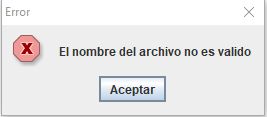 Error
El nombre del archivo no es valido
Aceptar